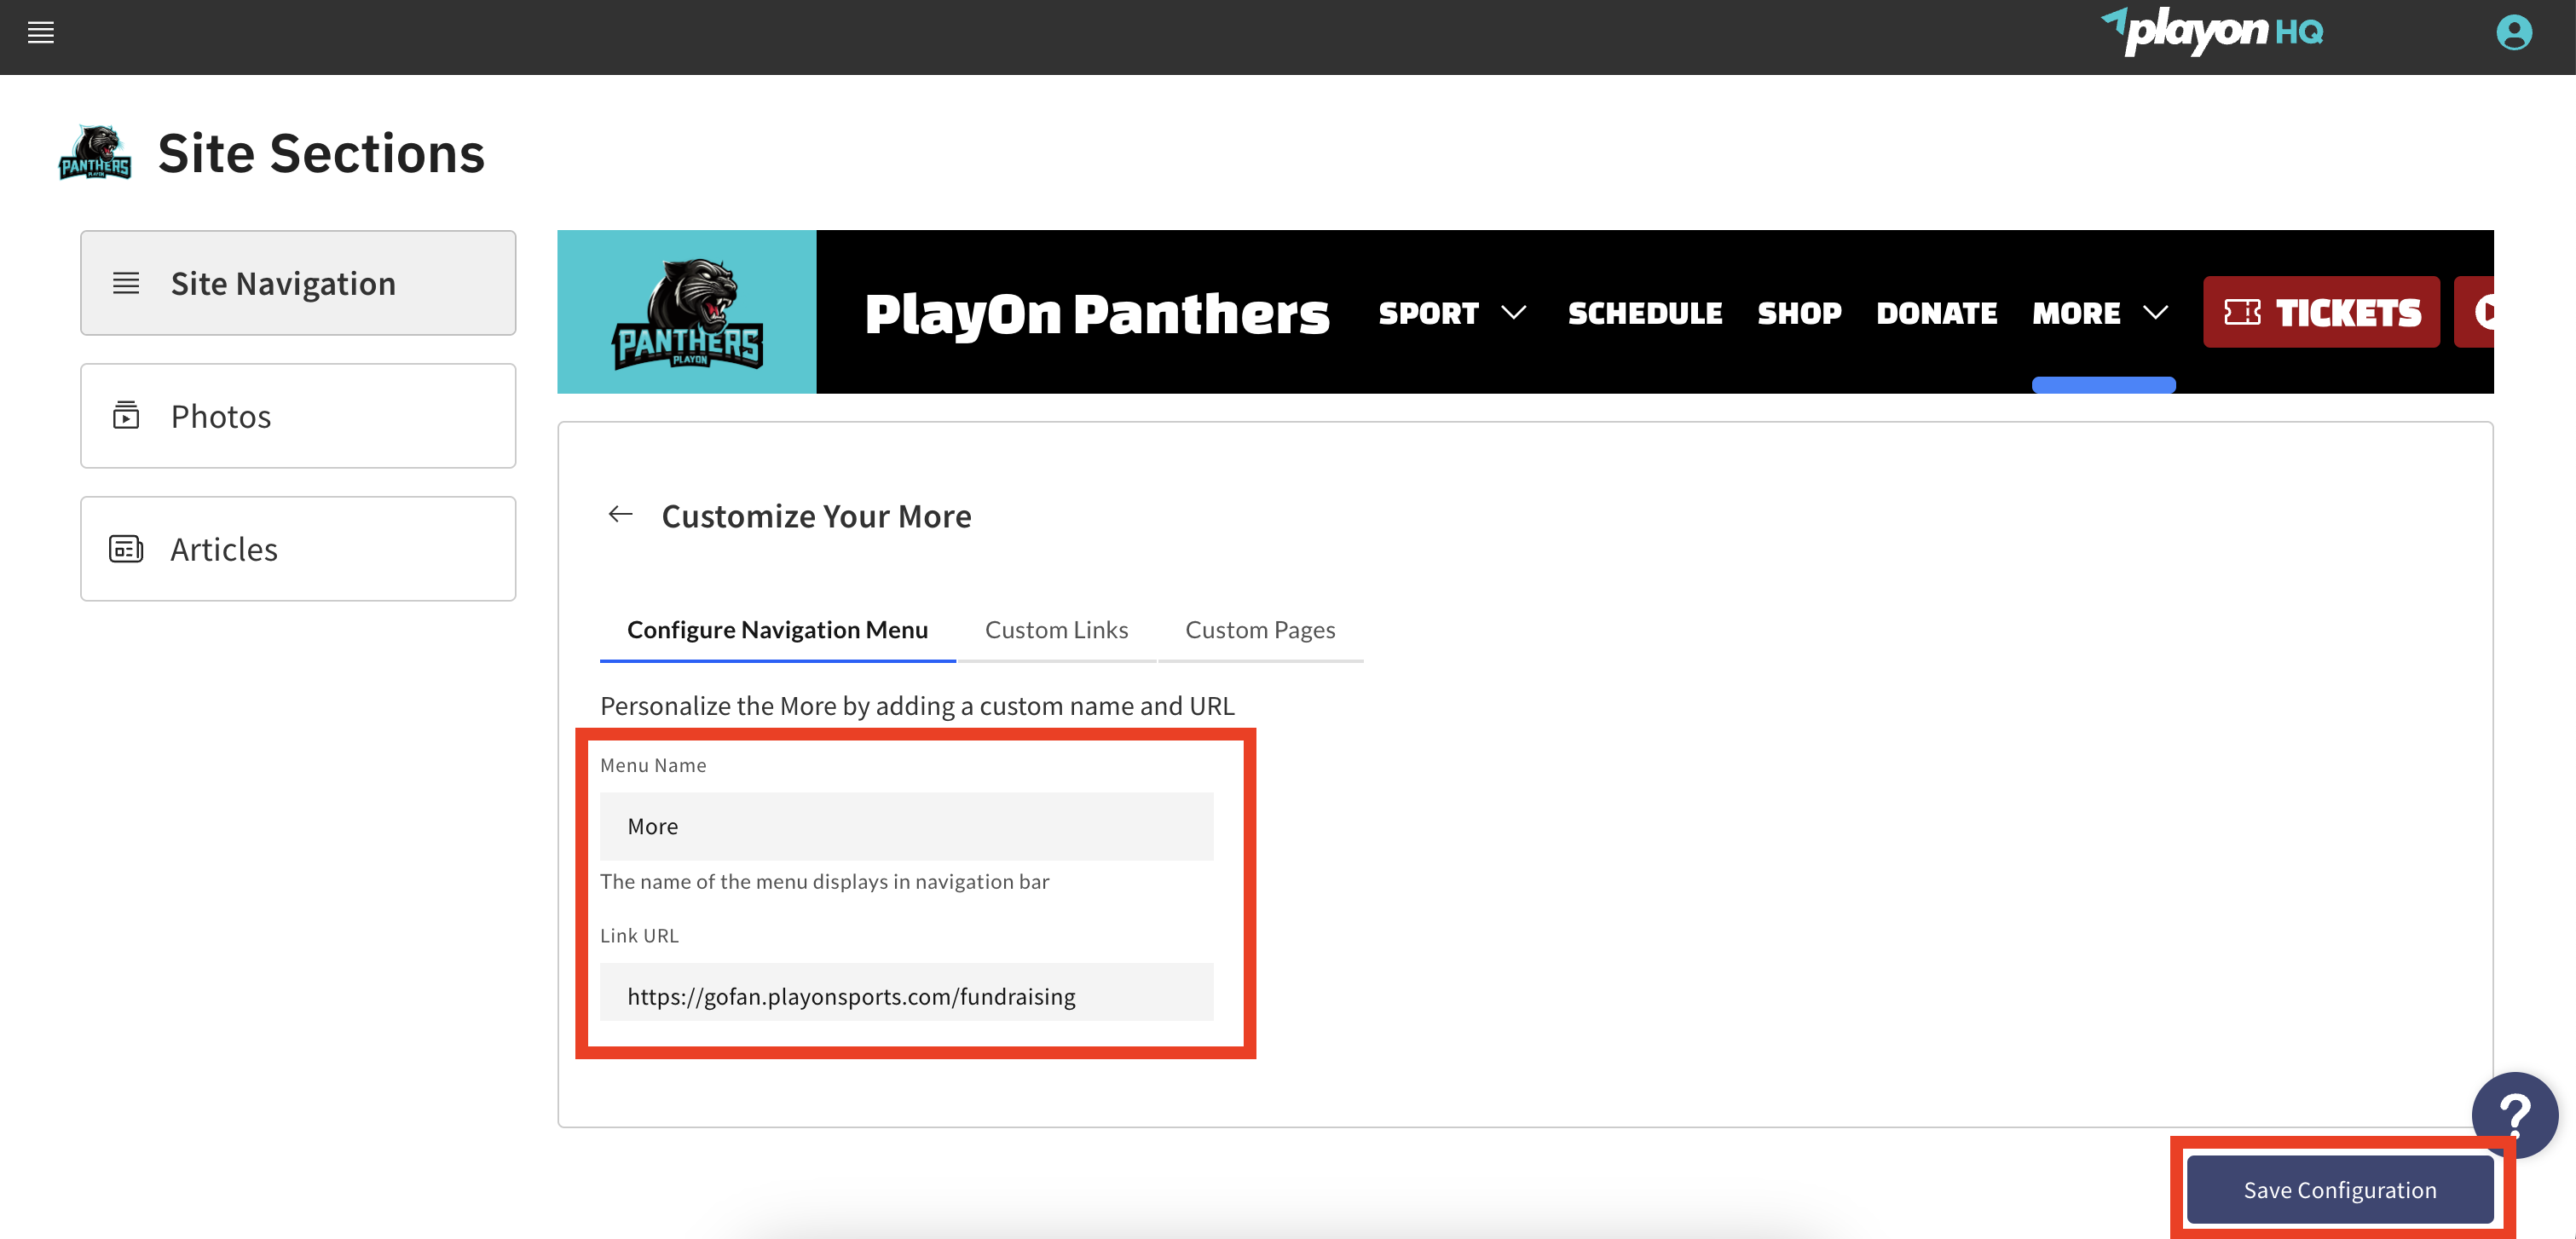 playon HQ
PANTHERS
PLAYON
Site Sections
Site Navigation
Photos
Articles
PANTHERS
PLAYON
PlayOn Panthers SPORT SCHEDULE SHOP DONATE MORE TICKETS
Customize Your More
Configure Navigation Menu Custom Links Custom Pages
Personalize the More by adding a custom name and URL
Menu Name
More
The name of the menu displays in navigation bar
Link URL
https://gofan.playonsports.com/fundraising
?
Save Configuration